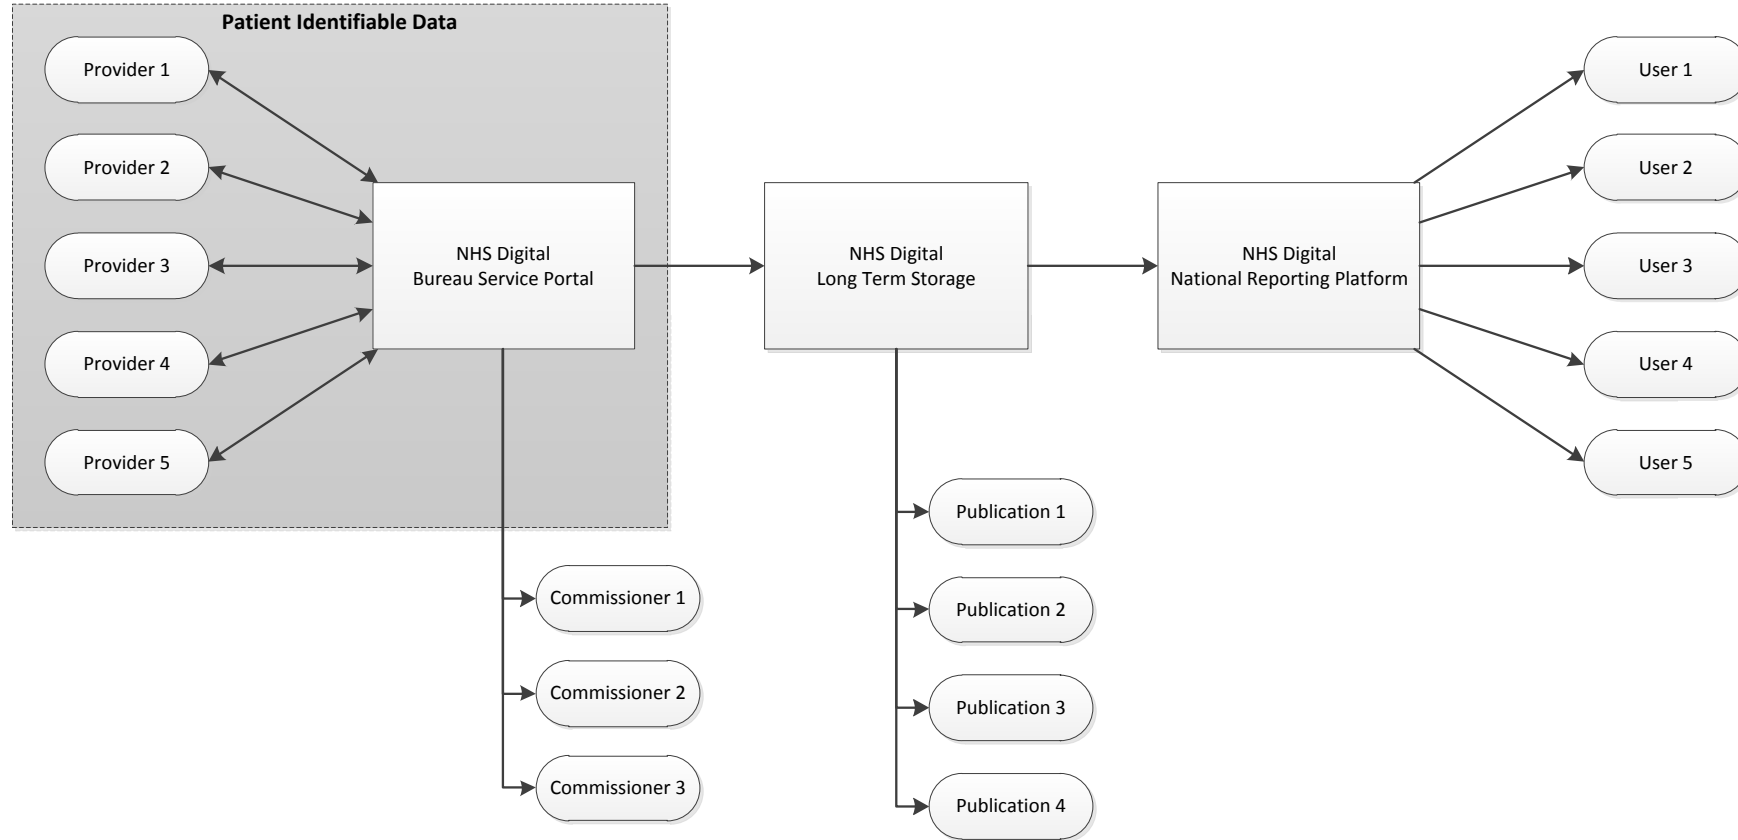 Patient Identifiable Data
Provider 1
Provider 2
Provider 3
Provider 4
Provider 5
NHS Digital
Bureau Service Portal
Commissioner 1
Commissioner 2
Commissioner 3
NHS Digital
Long Term Storage
Publication 1
Publication 2
Publication 3
Publication 4
NHS Digital
National Reporting Platform
User 1
User 2
User 3
User 4
User 5